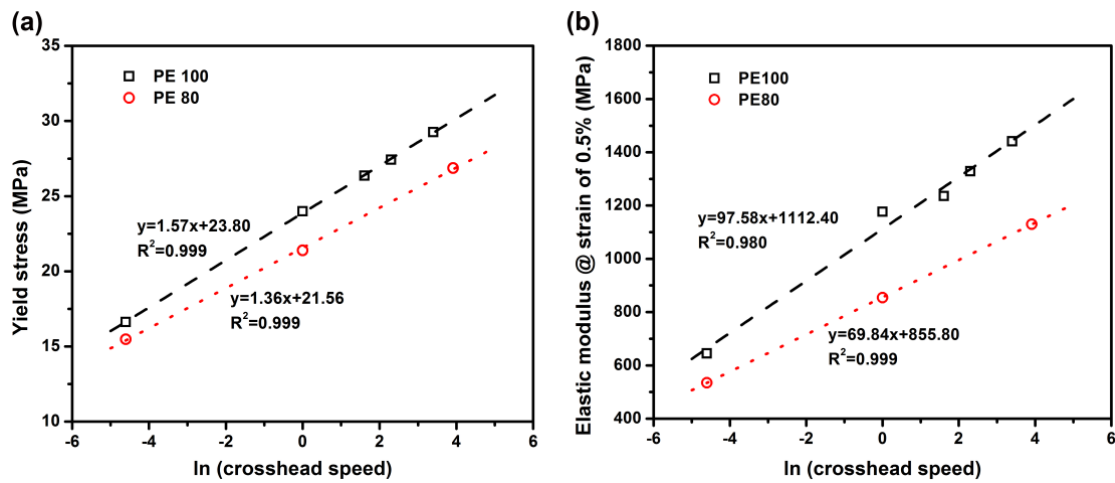 (a)
35
30
25
20
15
10
Yield stress (MPa)
PE 100
PE 80
y=1.57x+23.80
R²=0.999
y=1.36x+21.56
R²=0.999
-6 -4 -2 0 2 4 6
ln (crosshead speed)
(b)
1800
1600
1400
1200
1000
800
600
400
Elastic modulus @ strain of 0.5% (MPa)
PE100
PE80
y=97.58x+1112.40
R²=0.980
y=69.84x+855.80
R²=0.999
-6 -4 -2 0 2 4 6
ln (crosshead speed)